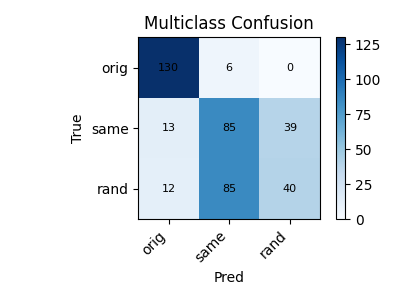 Multiclass Confusion
True
orig 130 6 0
same 13 85 39
rand 12 85 40
orig same rand
Pred
125
100
75
50
25
0